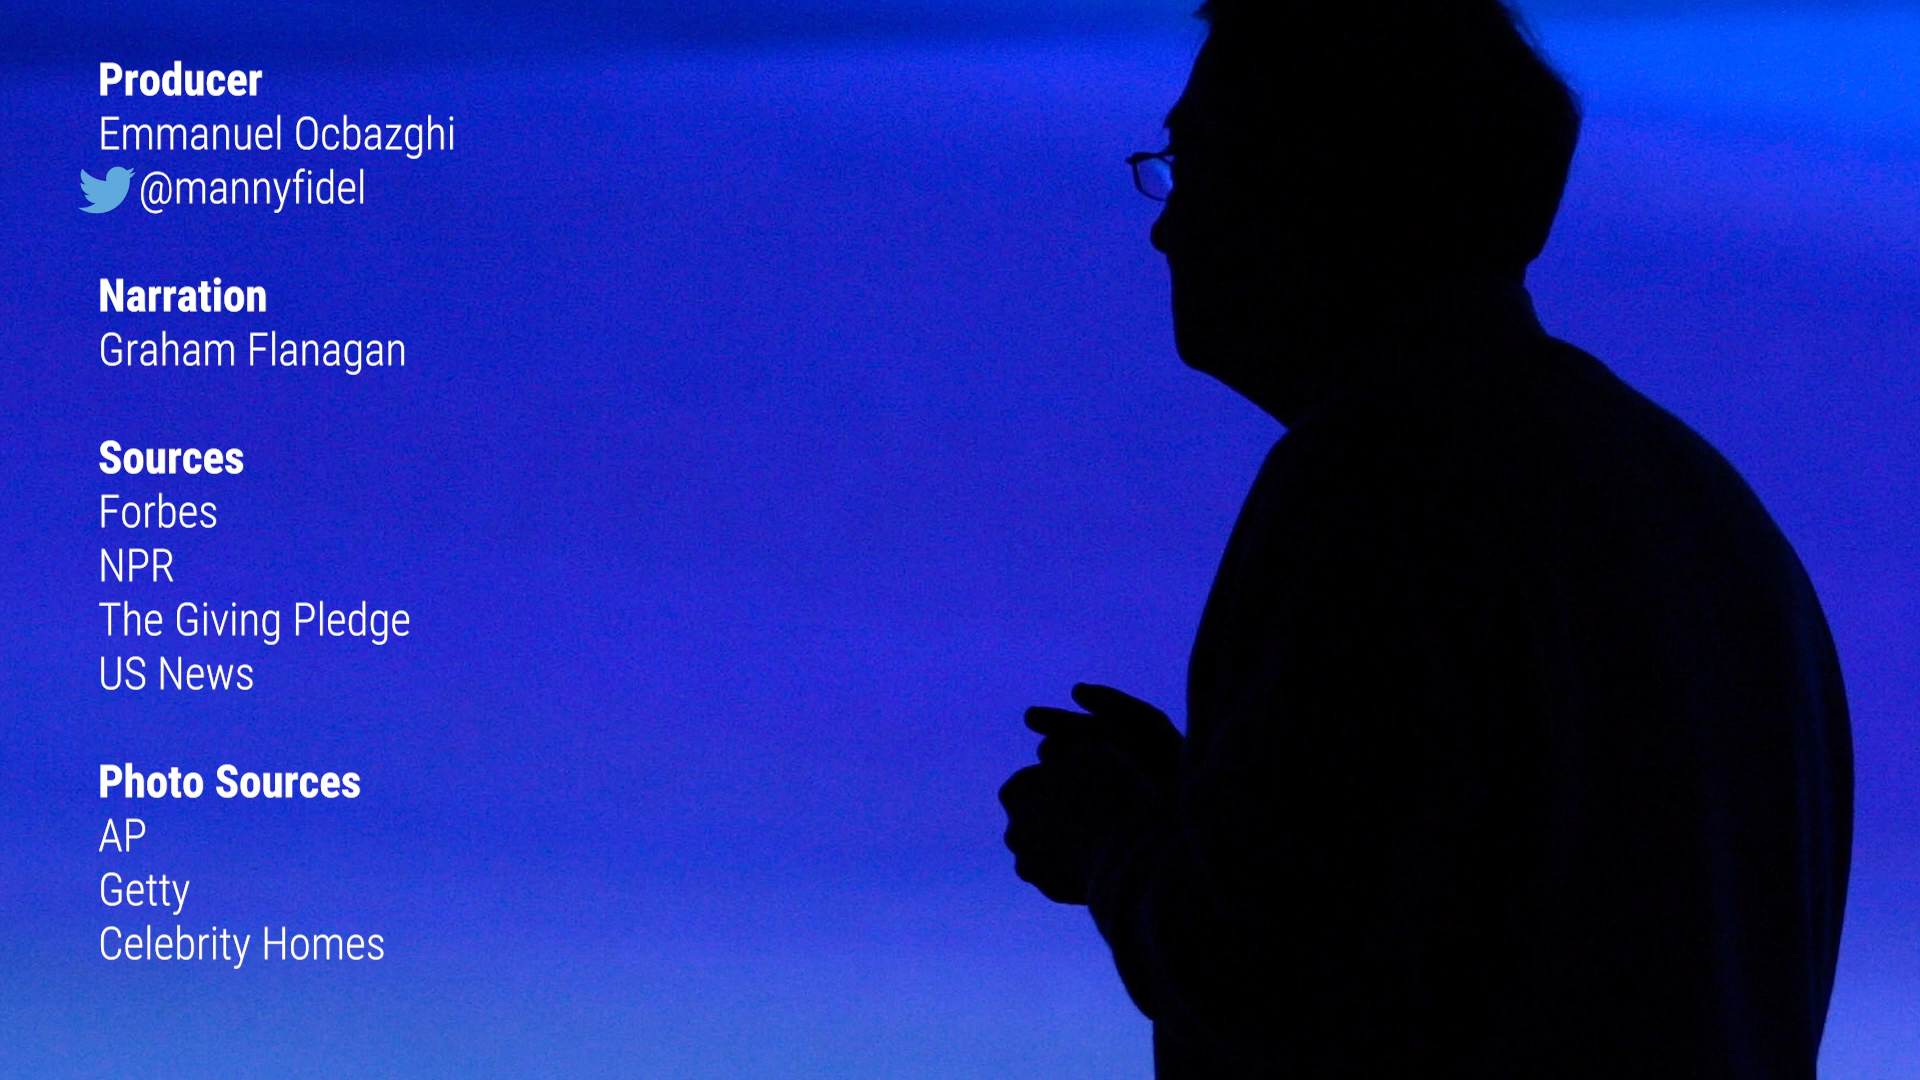 Producer
Emmanuel Ocbazghi
@mannyfidel
Narration
Graham Flanagan
Sources
Forbes
NPR
The Giving Pledge
US News
Photo Sources
AP
Getty
Celebrity Homes